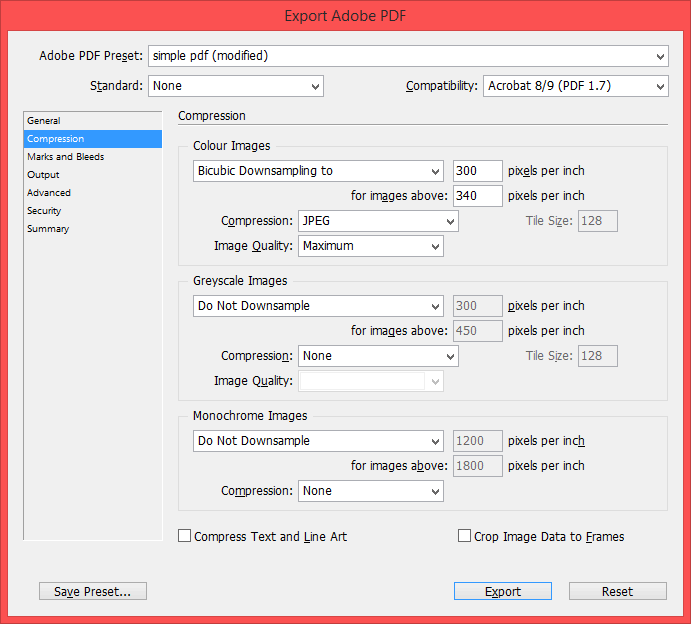 Export Adobe PDF
Adobe PDF Preset: simple pdf (modified)
Standard: None Compatibility: Acrobat 8/9 (PDF 1.7)
General
Compression
Marks and Bleeds
Output
Advanced
Security
Summary
Compression
Colour Images
Bicubic Downsampling to 300 pixels per inch
for images above: 340 pixels per inch
Compression: JPEG Tile Size: 128
Image Quality: Maximum
Greyscale Images
Do Not Downsample 300 pixels per inch
for images above: 450 pixels per inch
Compression: None Tile Size: 128
Image Quality:
Monochrome Images
Do Not Downsample 1200 pixels per inch
for images above: 1800 pixels per inch
Compression: None
Compress Text and Line Art Crop Image Data to Frames
Save Preset... Export Reset